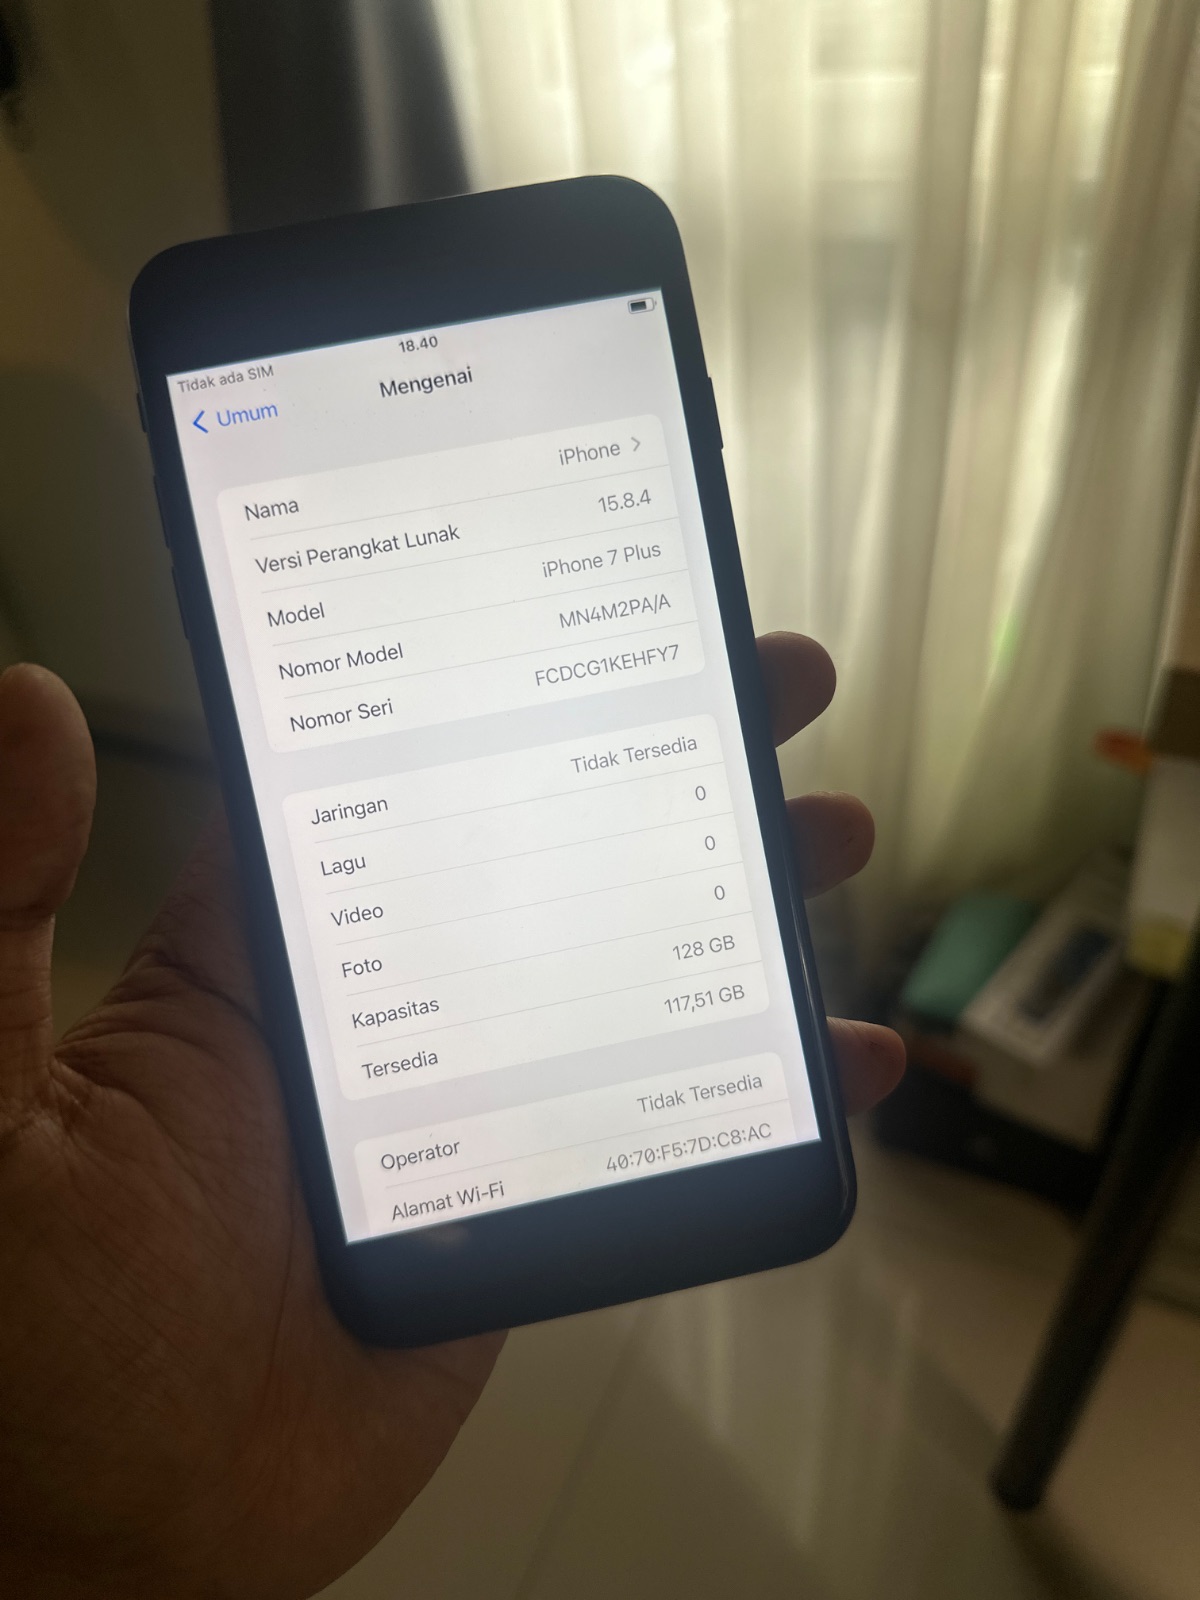 Tidak ada SIM 18.40
Umum Mengenai
Nama iPhone
Versi Perangkat Lunak 15.8.4
Model iPhone 7 Plus
Nomor Model MN4M2PA/A
Nomor Seri FCDCG1KEHFY7
Jaringan Tidak Tersedia
Lagu 0
Video 0
Foto 0
Kapasitas 128 GB
Tersedia 117,51 GB
Operator Tidak Tersedia
Alamat Wi-Fi 40:70:F5:7D:C8:AC